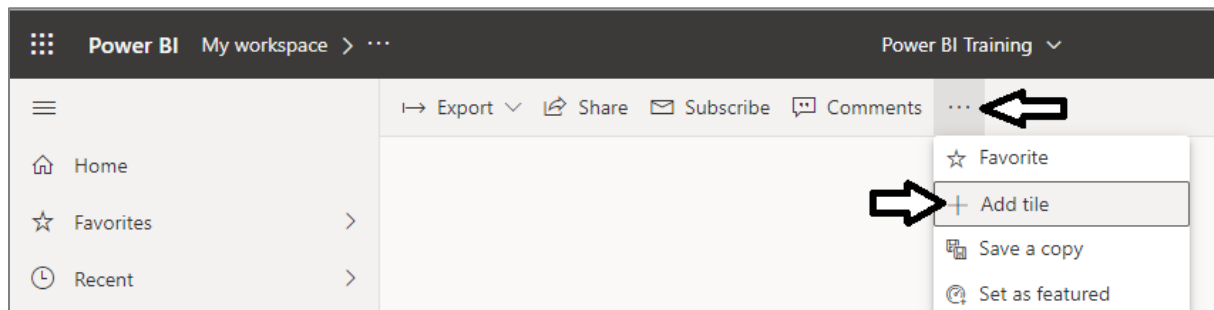 Power BI My workspace > ... Power BI Training
Export Share Subscribe Comments ...
Favorite
Home
Add tile
Favorites
Save a copy
Recent
Set as featured